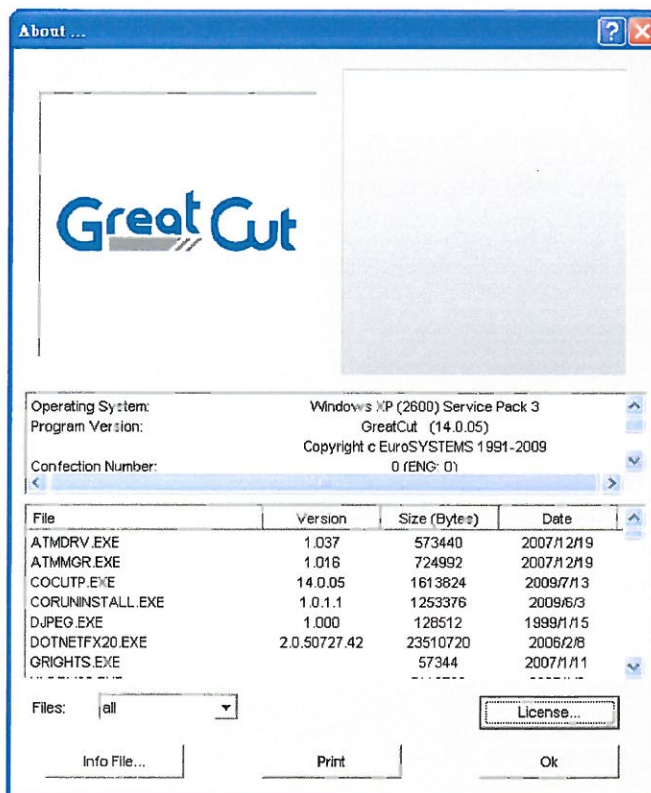 About ...
Great Cut
Operating System: Windows XP (2600) Service Pack 3
Program Version: GreatCut (14.0.05)
Copyright c EuroSYSTEMS 1991-2009
Confection Number: 0 (ENG: 0)
File Version Size (Bytes) Date
ATMDRV.EXE 1.037 573440 2007/12/19
ATMMGR.EXE 1.016 724992 2007/12/19
COCUTP.EXE 14.0.05 1613824 2009/7/13
CORUNINSTALL.EXE 1.0.1.1 1253376 2009/6/3
DJPEG.EXE 1.000 128512 1999/1/15
DOTNETFX20.EXE 2.0.50727.42 23510720 2006/2/8
GRIGHTS.EXE 57344 2007/1/11
Files: all
License...
Info File... Print Ok